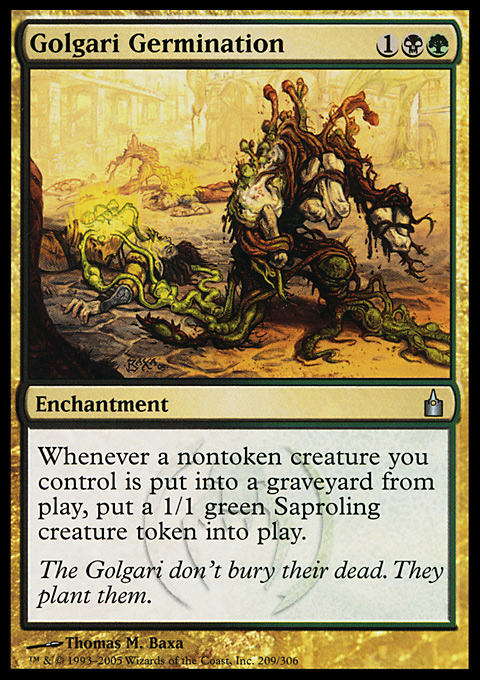 Golgari Germination 1
BAXA 05
Enchantment
Whenever a nontoken creature you
control is put into a graveyard from
play, put a 1/1 green Saproling
creature token into play.
The Golgari don't bury their dead. They
plant them.
Thomas M. Baxa
™ & © 1993–2005 Wizards of the Coast, Inc. 209/306